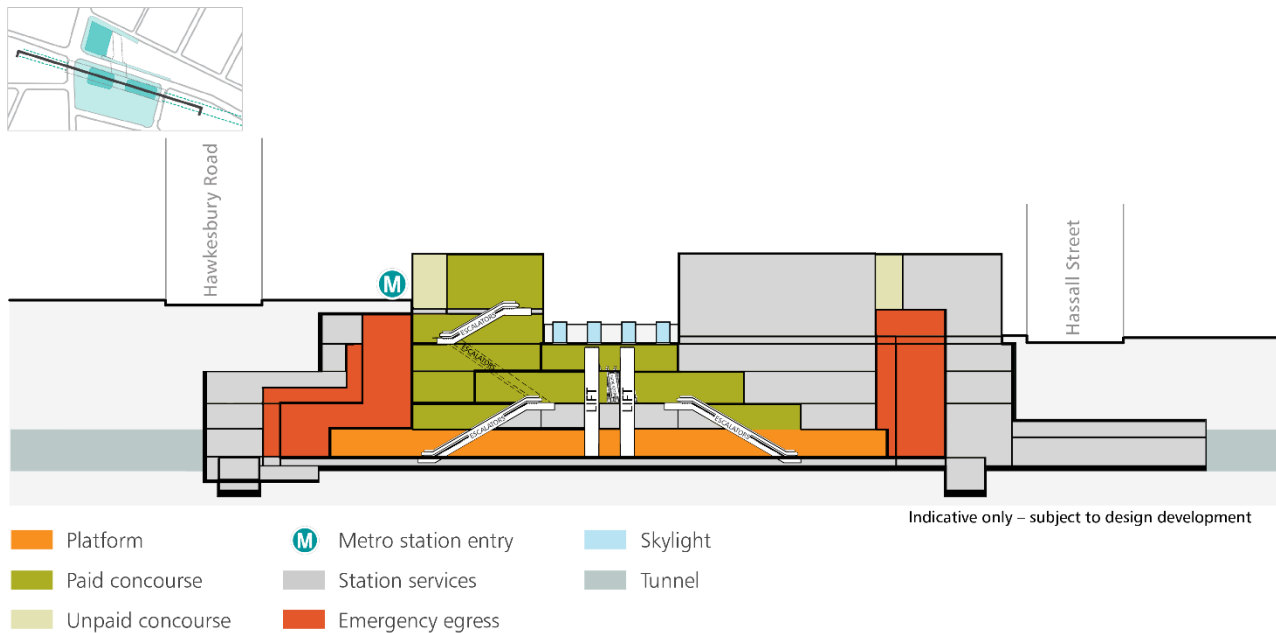 Hawkesbury Road
Hassall Street
M
ESCALATORS
ESCALATORS
LIFT
LIFT
ESCALATORS
ESCALATORS
Indicative only – subject to design development
Platform
M
Metro station entry
Skylight
Paid concourse
Station services
Tunnel
Unpaid concourse
Emergency egress